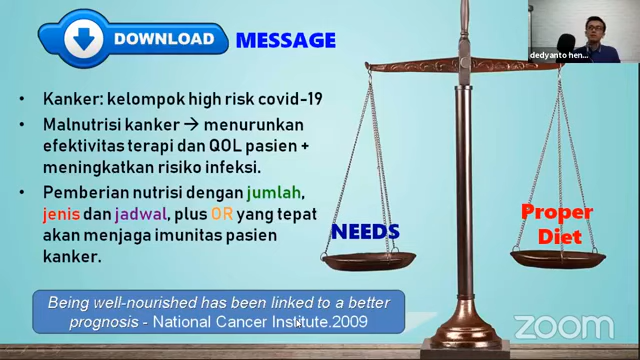 DOWNLOAD MESSAGE
dedyanto hen...
• Kanker: kelompok high risk covid-19
• Malnutrisi kanker → menurunkan
efektivitas terapi dan QOL pasien +
meningkatkan risiko infeksi.
• Pemberian nutrisi dengan jumlah,
jenis dan jadwal, plus OR yang tepat
akan menjaga imunitas pasien
kanker.
NEEDS
Proper
Diet
Being well-nourished has been linked to a better
prognosis - National Cancer Institute.2009
zoom